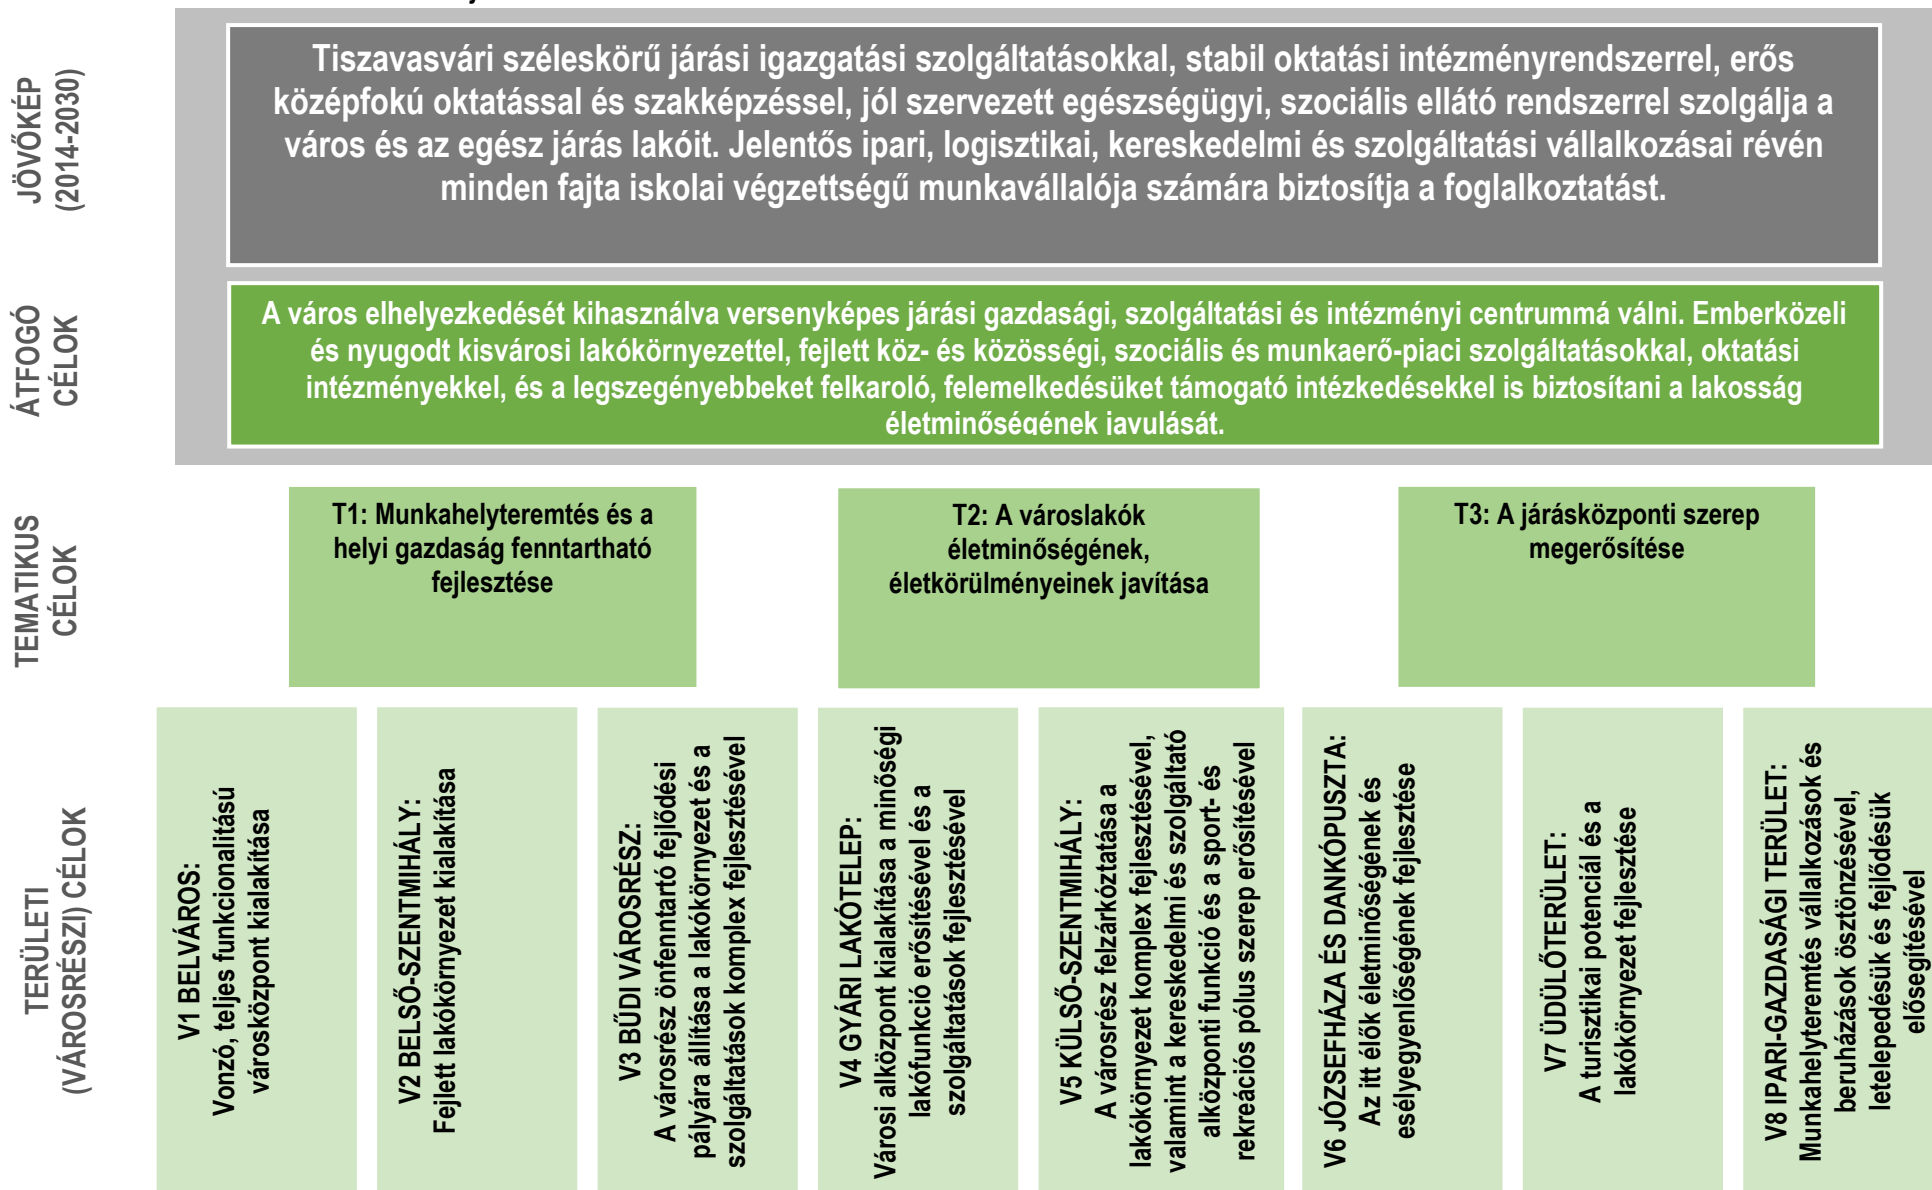 JÖVŐKÉP
(2014-2030)
Tiszavasvári széleskörű járási igazgatási szolgáltatásokkal, stabil oktatási intézményrendszerrel, erős
középfokú oktatással és szakképzéssel, jól szervezett egészségügyi, szociális ellátó rendszerrel szolgálja a
város és az egész járás lakóit. Jelentős ipari, logisztikai, kereskedelmi és szolgáltatási vállalkozásai révén
minden fajta iskolai végzettségű munkavállalója számára biztosítja a foglalkoztatást.
ÁTFOGÓ
CÉLOK
A város elhelyezkedését kihasználva versenyképes járási gazdasági, szolgáltatási és intézményi centrummá válni. Emberközeli
és nyugodt kisvárosi lakókörnyezettel, fejlett köz- és közösségi, szociális és munkaerő-piaci szolgáltatásokkal, oktatási
intézményekkel, és a legszegényebbeket felkaroló, felemelkedésüket támogató intézkedésekkel is biztosítani a lakosság
életminőségének javulását.
TEMATIKUS
CÉLOK
T1: Munkahelyteremtés és a
helyi gazdaság fenntartható
fejlesztése
T2: A városlakók
életminőségének,
életkörülményeinek javítása
T3: A járásközponti szerep
megerősítése
TERÜLETI
(VÁROSRÉSZI) CÉLOK
V1 BELVÁROS:
Vonzó, teljes funkcionalitású
városközpont kialakítása
V2 BELSŐ-SZENTMIHÁLY:
Fejlett lakókörnyezet kialakítása
V3 BŰDI VÁROSRÉSZ:
A városrész önfenntartó fejlődési
pályára állítása a lakókörnyezet és a
szolgáltatások komplex fejlesztésével
V4 GYÁRI LAKÓTELEP:
Városi alközpont kialakítása a minőségi
lakófunkció erősítésével és a
szolgáltatások fejlesztésével
V5 KÜLSŐ-SZENTMIHÁLY:
A városrész felzárkóztatása a
lakókörnyezet komplex fejlesztésével,
valamint a kereskedelmi és szolgáltató
alközponti funkció és a sport- és
rekreációs pólus szerep erősítésével
V6 JÓZSEFHÁZA ÉS DANKÓPUSZTA:
Az itt élők életminőségének és
esélyegyenlőségének fejlesztése
V7 ÜDÜLŐTERÜLET:
A turisztikai potenciál és a
lakókörnyezet fejlesztése
V8 IPARI-GAZDASÁGI TERÜLET:
Munkahelyteremtés vállalkozások és
beruházások ösztönzésével,
letelepedésük és fejlődésük
elősegítésével